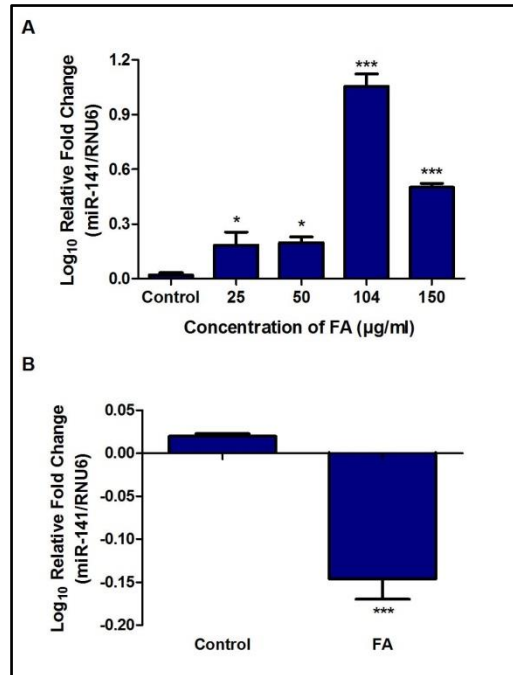 A
Log₁₀ Relative Fold Change
(miR-141/RNU6)
1.2
0.9
0.6
0.3
0.0
*
*
***
***
Control 25 50 104 150
Concentration of FA (µg/ml)
B
Log₁₀ Relative Fold Change
(miR-141/RNU6)
0.05
0.00
-0.05
-0.10
-0.15
-0.20
***
Control FA